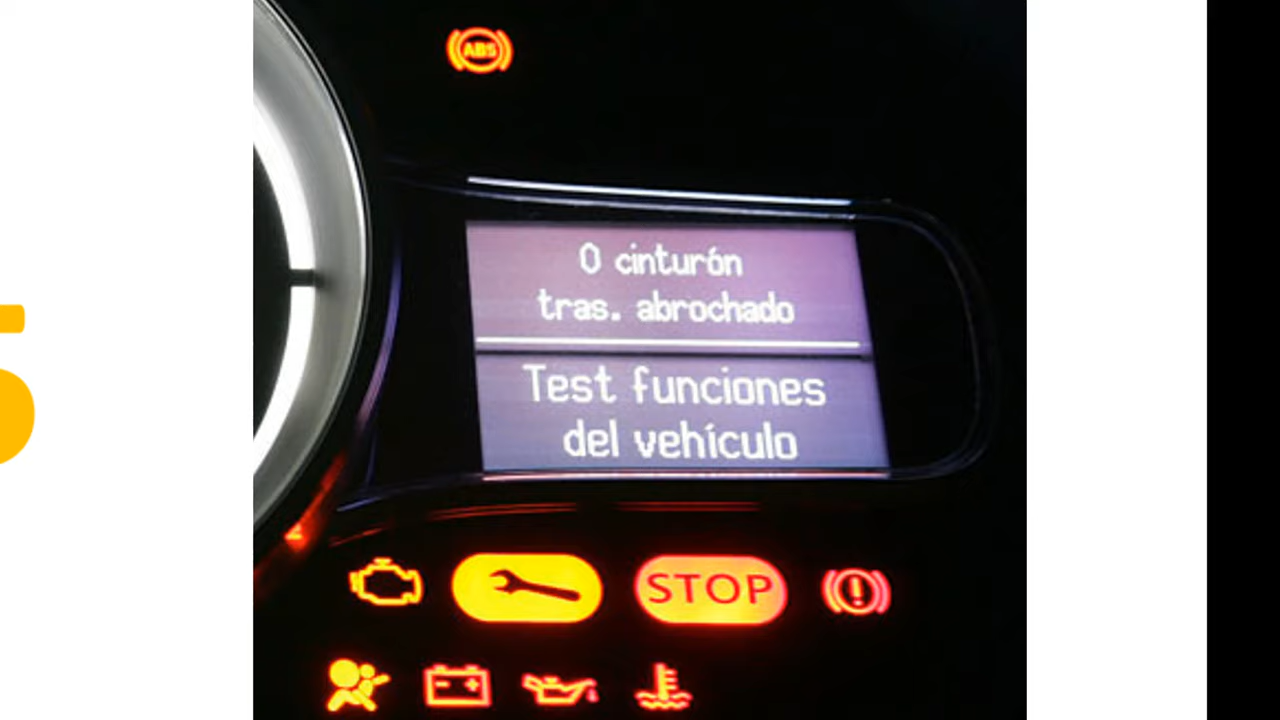 ABS
0 cinturón
tras. abrochado
Test funciones
del vehículo
STOP